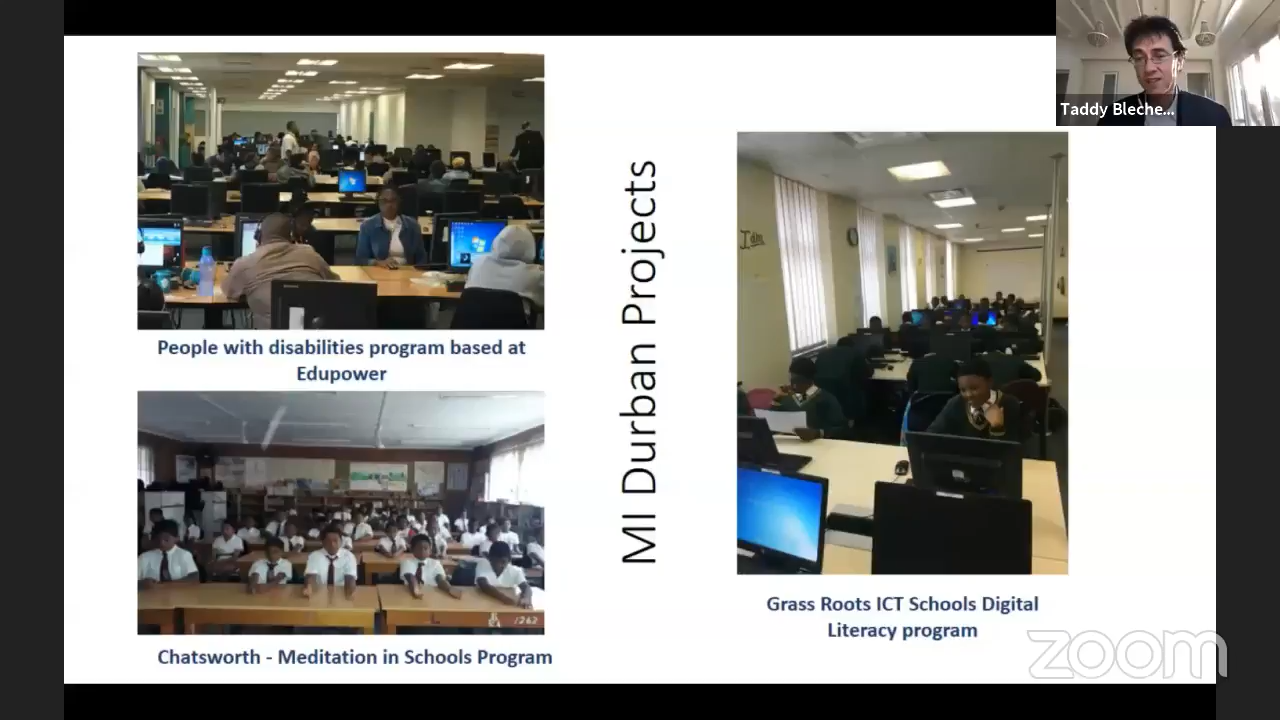 Taddy Bleche...
People with disabilities program based at
Edupower
MI Durban Projects
Chatsworth - Meditation in Schools Program
Grass Roots ICT Schools Digital
Literacy program
zoom